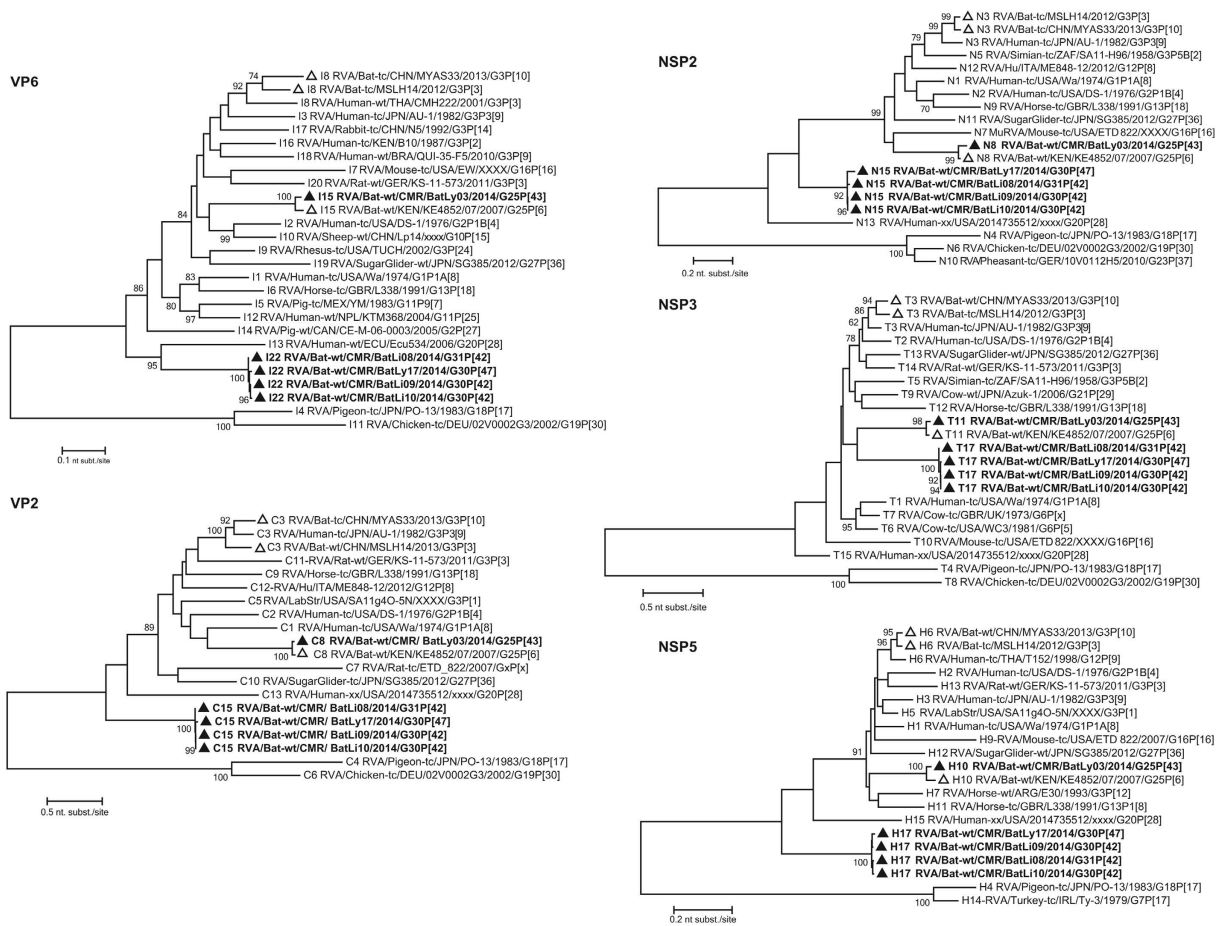 VP6
74
I8 RVA/Bat-tc/CHN/MYAS33/2013/G3P[10]
92
I8 RVA/Bat-tc/MSLH14/2012/G3P[3]
I8 RVA/Human-wt/THA/CMH222/2001/G3P[3]
I3 RVA/Human-tc/JPN/AU-1/1982/G3P3[9]
I17 RVA/Rabbit-tc/CHN/N5/1992/G3P[14]
I16 RVA/Human-tc/KEN/B10/1987/G3P[2]
I18 RVA/Human-wt/BRA/QUI-35-F5/2010/G3P[9]
I7 RVA/Mouse-tc/USA/EW/XXXX/G16P[16]
I20 RVA/Rat-wt/GER/KS-11-573/2011/G3P[3]
100
I15 RVA/Bat-wt/CMR/BatLy03/2014/G25P[43]
I15 RVA/Bat-wt/KEN/KE4852/07/2007/G25P[6]
84
I2 RVA/Human-tc/USA/DS-1/1976/G2P1B[4]
99
I10 RVA/Sheep-wt/CHN/Lp14/xxxx/G10P[15]
I9 RVA/Rhesus-tc/USA/TUCH/2002/G3P[24]
I19 RVA/SugarGlider-wt/JPN/SG385/2012/G27P[36]
86
83
I1 RVA/Human-tc/USA/Wa/1974/G1P1A[8]
I6 RVA/Horse-tc/GBR/L338/1991/G13P[18]
80
I5 RVA/Pig-tc/MEX/YM/1983/G11P9[7]
97
I12 RVA/Human-wt/NPL/KTM368/2004/G11P[25]
I14 RVA/Pig-wt/CAN/CE-M-06-0003/2005/G2P[27]
I13 RVA/Human-wt/ECU/Ecu534/2006/G20P[28]
95
I22 RVA/Bat-wt/CMR/BatLi08/2014/G31P[42]
I22 RVA/Bat-wt/CMR/BatLy17/2014/G30P[47]
100
I22 RVA/Bat-wt/CMR/BatLi09/2014/G30P[42]
96
I22 RVA/Bat-wt/CMR/BatLi10/2014/G30P[42]
I4 RVA/Pigeon-tc/JPN/PO-13/1983/G18P[17]
100
I11 RVA/Chicken-tc/DEU/02V0002G3/2002/G19P[30]
0.1 nt subst./site
VP2
92
C3 RVA/Bat-tc/CHN/MYAS33/2013/G3P[10]
100
C3 RVA/Human-tc/JPN/AU-1/1982/G3P3[9]
C3 RVA/Bat-wt/CHN/MSLH14/2013/G3P[3]
C11-RVA/Rat-wt/GER/KS-11-573/2011/G3P[3]
C9 RVA/Horse-tc/GBR/L338/1991/G13P[18]
C12-RVA/Hu/ITA/ME848-12/2012/G12P[8]
C5 RVA/LabStr/USA/SA11g4O-5N/XXXX/G3P[1]
C2 RVA/Human-tc/USA/DS-1/1976/G2P1B[4]
89
C1 RVA/Human-tc/USA/Wa/1974/G1P1A[8]
C8 RVA/Bat-wt/CMR/ BatLy03/2014/G25P[43]
100
C8 RVA/Bat-wt/KEN/KE4852/07/2007/G25P[6]
C7 RVA/Rat-tc/ETD_822/2007/GxP[x]
C10 RVA/SugarGlider-tc/JPN/SG385/2012/G27P[36]
C13 RVA/Human-xx/USA/2014735512/xxxx/G20P[28]
C15 RVA/Bat-wt/CMR/ BatLi08/2014/G31P[42]
C15 RVA/Bat-wt/CMR/ BatLy17/2014/G30P[47]
100
C15 RVA/Bat-wt/CMR/ BatLi09/2014/G30P[42]
99
C15 RVA/Bat-wt/CMR/ BatLi10/2014/G30P[42]
C4 RVA/Pigeon-tc/JPN/PO-13/1983/G18P[17]
100
C6 RVA/Chicken-tc/DEU/02V0002G3/2002/G19P[30]
0.5 nt. subst./site
NSP2
99
N3 RVA/Bat-tc/MSLH14/2012/G3P[3]
N3 RVA/Bat-tc/CHN/MYAS33/2013/G3P[10]
79
N3 RVA/Human-tc/JPN/AU-1/1982/G3P3[9]
N5 RVA/Simian-tc/ZAF/SA11-H96/1958/G3P5B[2]
N12 RVA/Hu/ITA/ME848-12/2012/G12P[8]
N1 RVA/Human-tc/USA/Wa/1974/G1P1A[8]
N2 RVA/Human-tc/USA/DS-1/1976/G2P1B[4]
70
N9 RVA/Horse-tc/GBR/L338/1991/G13P[18]
99
N11 RVA/SugarGlider-tc/JPN/SG385/2012/G27P[36]
N7 MuRVA/Mouse-tc/USA/ETD 822/XXXX/G16P[16]
N8 RVA/Bat-wt/CMR/BatLy03/2014/G25P[43]
99
N8 RVA/Bat-wt/KEN/KE4852/07/2007/G25P[6]
N15 RVA/Bat-wt/CMR/BatLy17/2014/G30P[47]
N15 RVA/Bat-wt/CMR/BatLi08/2014/G31P[42]
92
N15 RVA/Bat-wt/CMR/BatLi09/2014/G30P[42]
96
N15 RVA/Bat-wt/CMR/BatLi10/2014/G30P[42]
N13 RVA/Human-xx/USA/2014735512/xxxx/G20P[28]
N4 RVA/Pigeon-tc/JPN/PO-13/1983/G18P[17]
100
N6 RVA/Chicken-tc/DEU/02V0002G3/2002/G19P[30]
N10 RVA/Pheasant-tc/GER/10V0112H5/2010/G23P[37]
0.2 nt. subst./site
NSP3
94
T3 RVA/Bat-wt/CHN/MYAS33/2013/G3P[10]
86
T3 RVA/Bat-tc/MSLH14/2012/G3P[3]
62
T3 RVA/Human-tc/JPN/AU-1/1982/G3P3[9]
78
T2 RVA/Human-tc/USA/DS-1/1976/G2P1B[4]
T13 RVA/SugarGlider-wt/JPN/SG385/2012/G27P[36]
T14 RVA/Rat-wt/GER/KS-11-573/2011/G3P[3]
T5 RVA/Simian-tc/ZAF/SA11-H96/1958/G3P5B[2]
T9 RVA/Cow-tc/JPN/Azuk-1/2006/G21P[29]
T12 RVA/Horse-tc/GBR/L338/1991/G13P[18]
98
T11 RVA/Bat-wt/CMR/BatLy03/2014/G25P[43]
T11 RVA/Bat-wt/KEN/KE4852/07/2007/G25P[6]
T17 RVA/Bat-wt/CMR/BatLi08/2014/G31P[42]
100
T17 RVA/Bat-wt/CMR/BatLy17/2014/G30P[47]
92
T17 RVA/Bat-wt/CMR/BatLi09/2014/G30P[42]
94
T17 RVA/Bat-wt/CMR/BatLi10/2014/G30P[42]
T1 RVA/Human-tc/USA/Wa/1974/G1P1A[8]
T7 RVA/Cow-tc/GBR/UK/1973/G6P[x]
95
T6 RVA/Cow-tc/USA/WC3/1981/G6P[5]
T10 RVA/Mouse-tc/USA/ETD 822/XXXX/G16P[16]
T15 RVA/Human-xx/USA/2014735512/xxxx/G20P[28]
T4 RVA/Pigeon-tc/JPN/PO-13/1983/G18P[17]
100
T8 RVA/Chicken-tc/DEU/02V0002G3/2002/G19P[30]
0.5 nt. subst./site
NSP5
95
H6 RVA/Bat-wt/CHN/MYAS33/2013/G3P[10]
96
H6 RVA/Bat-tc/MSLH14/2012/G3P[3]
H6 RVA/Human-tc/THA/T152/1998/G12P[9]
H2 RVA/Human-tc/USA/DS-1/1976/G2P1B[4]
H13 RVA/Rat-wt/GER/KS-11-573/2011/G3P[3]
H3 RVA/Human-tc/JPN/AU-1/1982/G3P3[9]
H5 RVA/LabStr/USA/SA11g4O-5N/XXXX/G3P[1]
H1 RVA/Human-tc/USA/Wa/1974/G1P1A[8]
H9-RVA/Mouse-tc/USA/ETD 822/2007/G16P[16]
91
H12 RVA/SugarGlider-wt/JPN/SG385/2012/G27P[36]
100
H10 RVA/Bat-wt/CMR/BatLy03/2014/G25P[43]
H10 RVA/Bat-wt/KEN/KE4852/07/2007/G25P[6]
H7 RVA/Horse-wt/ARG/E30/1993/G3P[12]
H11 RVA/Horse-tc/GBR/L338/1991/G13P1[8]
H15 RVA/Human-xx/USA/2014735512/xxxx/G20P[28]
H17 RVA/Bat-wt/CMR/BatLy17/2014/G30P[47]
H17 RVA/Bat-wt/CMR/BatLi09/2014/G30P[42]
100
H17 RVA/Bat-wt/CMR/BatLi08/2014/G31P[42]
H17 RVA/Bat-wt/CMR/BatLi10/2014/G30P[42]
H4 RVA/Pigeon-tc/JPN/PO-13/1983/G18P[17]
100
H14-RVA/Turkey-tc/IRL/Ty-3/1979/G7P[17]
0.2 nt. subst./site